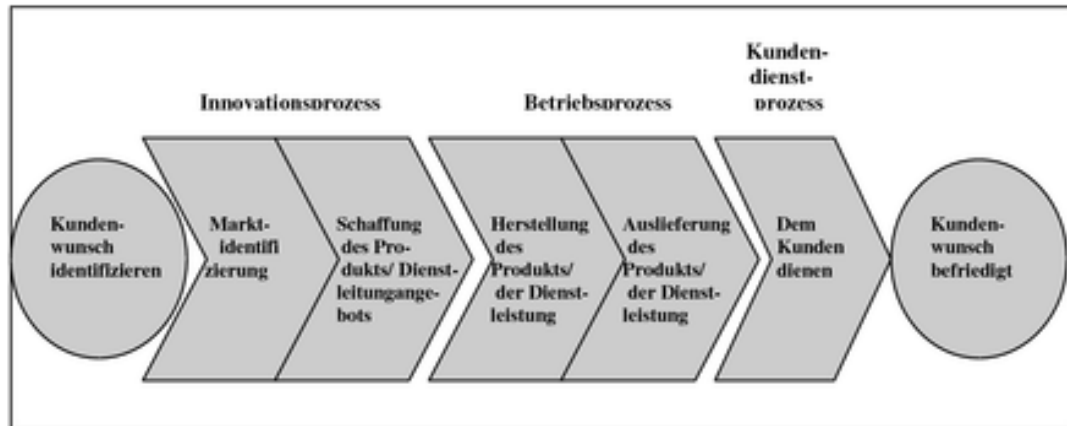 Kunden-
dienst-
prozess
Innovationsprozess
Betriebsprozess
Kunden-
wunsch
identifizieren
Markt-
identifi
zierung
Schaffung
des Pro-
dukts/ Dienst-
leitungange-
bots
Herstellung
des
Produkts/
der Dienst-
leistung
Auslieferung
des
Produkts/
der Dienst-
leistung
Dem
Kunden
dienen
Kunden-
wunsch
befriedigt